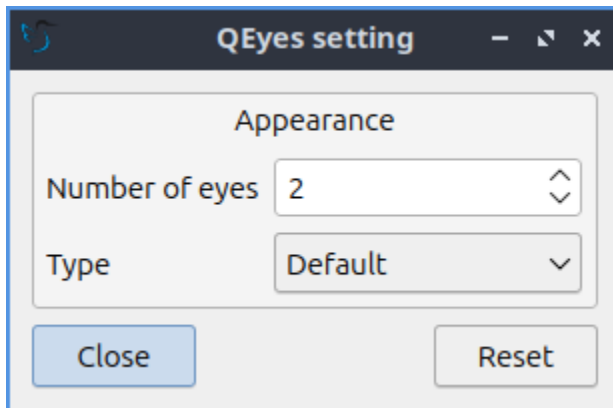 QEyes setting
Appearance
Number of eyes 2
Type Default
Close Reset